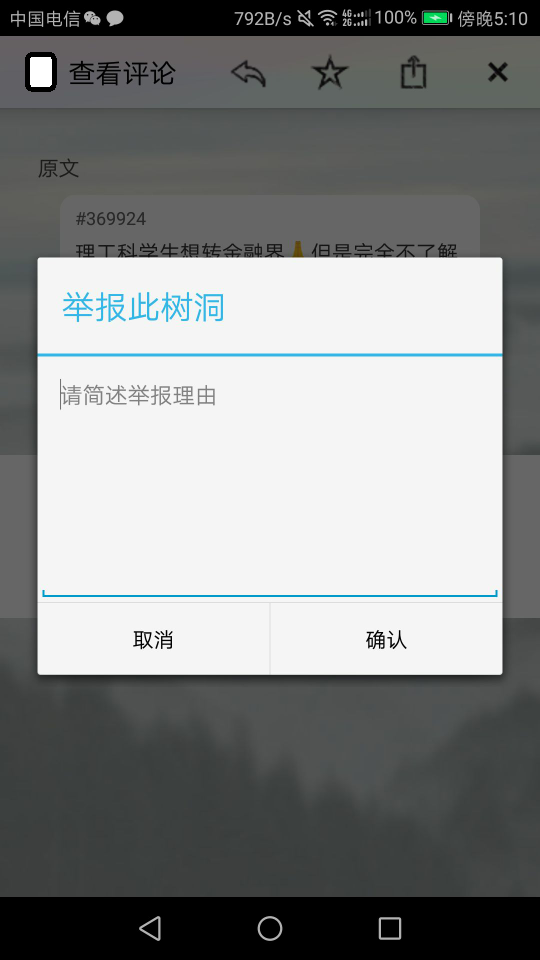 中国电信 792B/s 4G 2G 100% 傍晚5:10
查看评论
原文
#369924
理工科学生想转金融界🙏但是完全不了解
举报此树洞
请简述举报理由
取消 确认